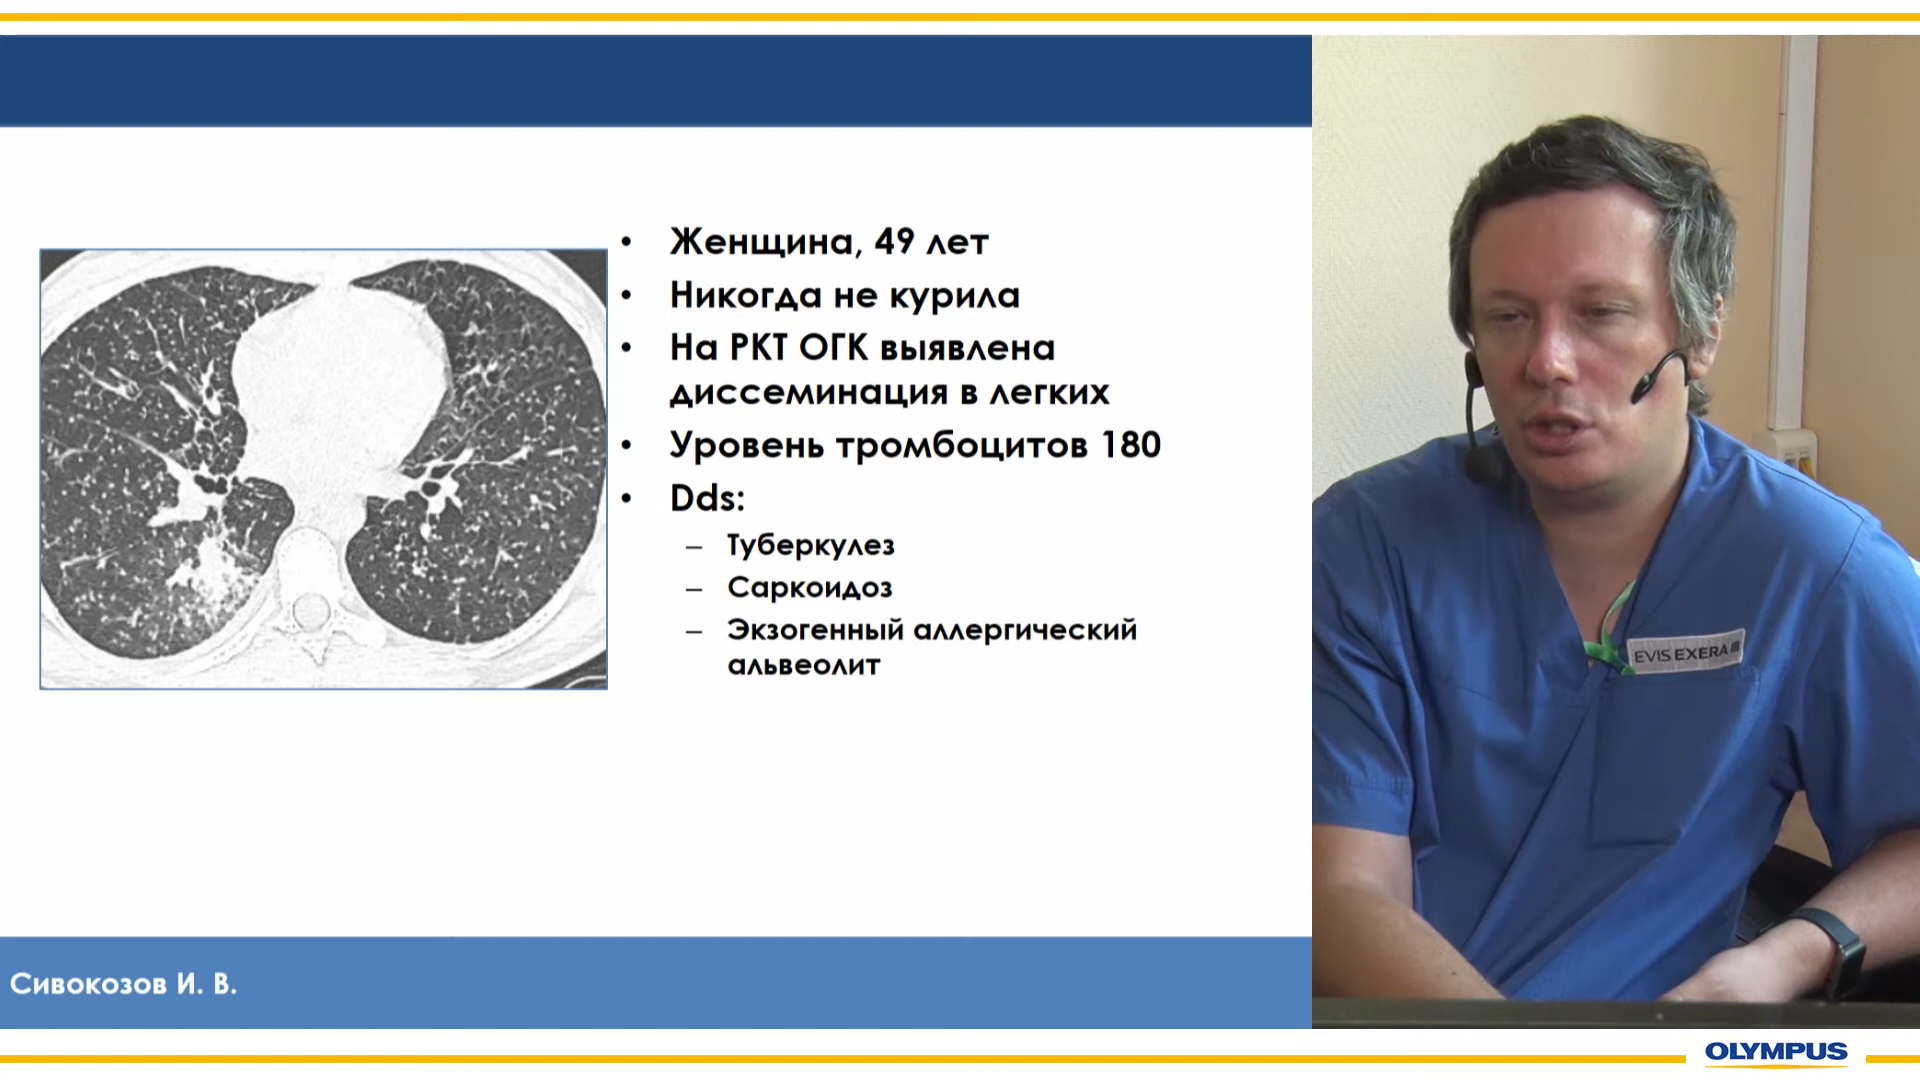 Женщина, 49 лет
Никогда не курила
На РКТ ОГК выявлена
диссеминация в легких
Уровень тромбоцитов 180
Dds:
Туберкулез
Саркоидоз
Экзогенный аллергический
альвеолит
EVIS EXERA III
Сивокозов И. В.
OLYMPUS